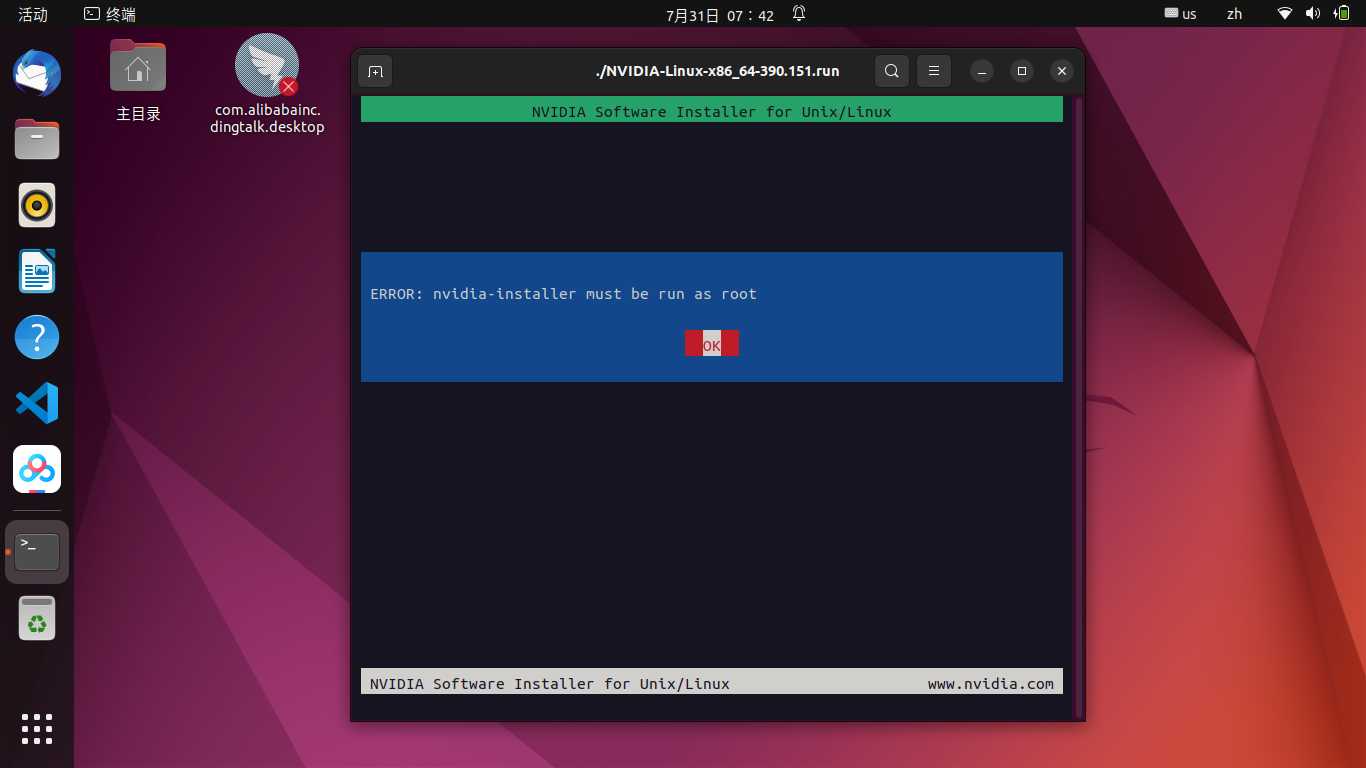 活动
终端
7月31日 07：42
us
zh
主目录
com.alibabainc.
dingtalk.desktop
./NVIDIA-Linux-x86_64-390.151.run
NVIDIA Software Installer for Unix/Linux
ERROR: nvidia-installer must be run as root
OK
>_
NVIDIA Software Installer for Unix/Linux www.nvidia.com